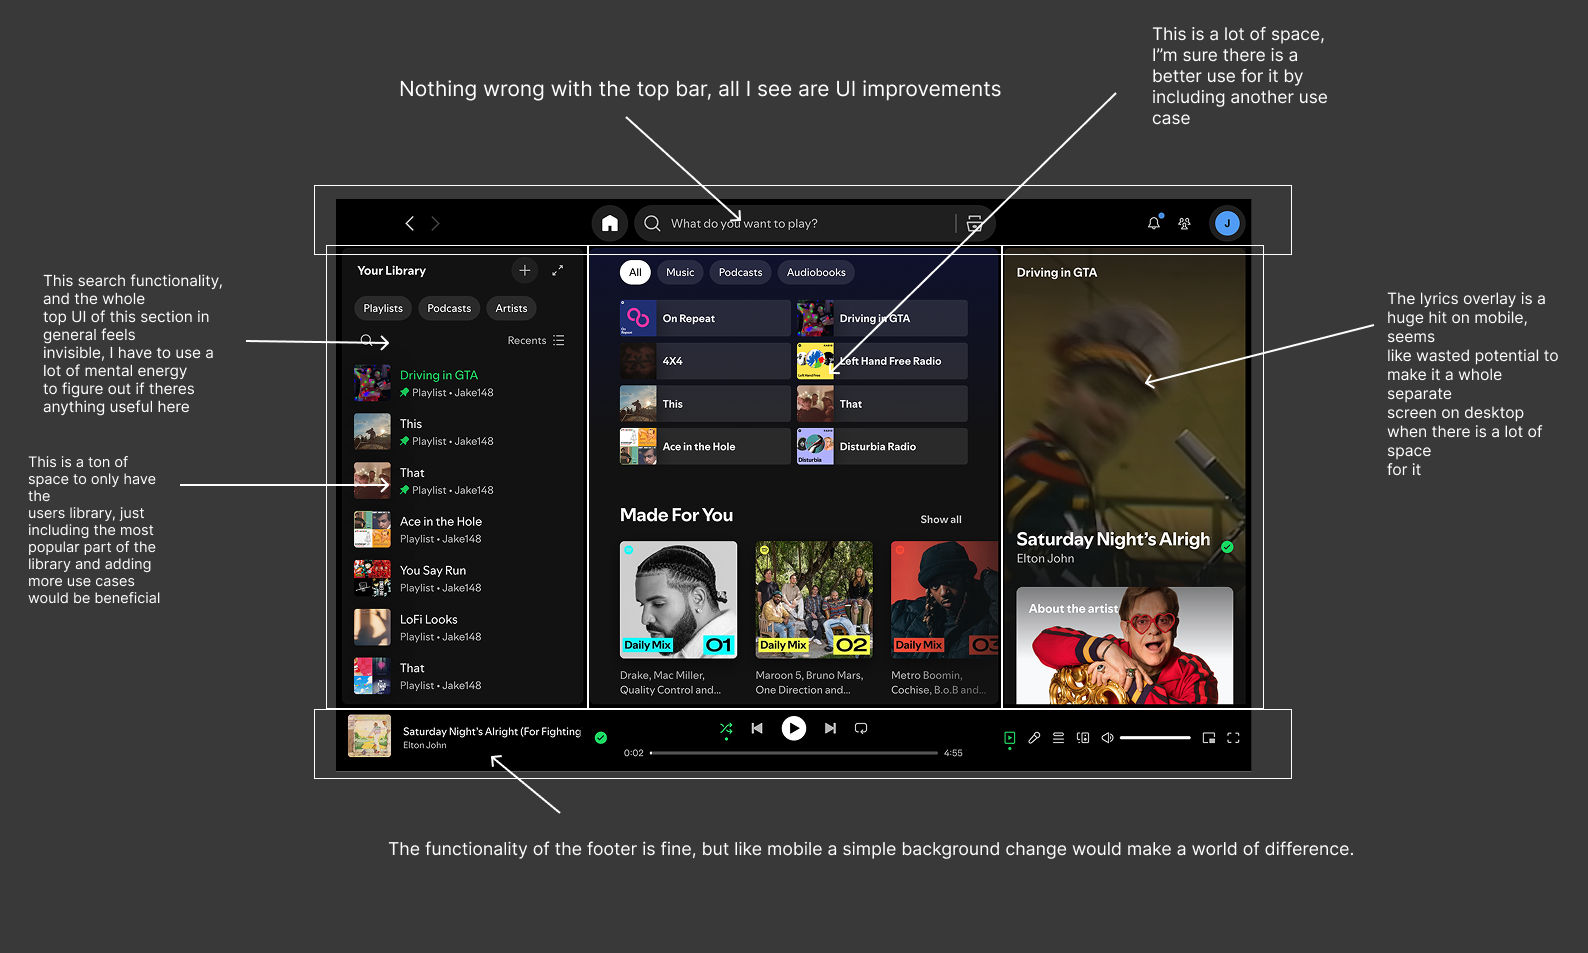 This is a lot of space,
I"m sure there is a
better use for it by
including another use
case
Nothing wrong with the top bar, all I see are UI improvements
What do you want to play?
J
This search functionality,
and the whole
top UI of this section in
general feels
invisible, I have to use a
lot of mental energy
to figure out if theres
anything useful here
This is a ton of
space to only have
the
users library, just
including the most
popular part of the
library and adding
more use cases
would be beneficial
Your Library
Playlists
Podcasts
Artists
Recents
Driving in GTA
Playlist • Jake148
This
Playlist • Jake148
That
Playlist • Jake148
Ace in the Hole
Playlist • Jake148
You Say Run
Playlist • Jake148
LoFi Looks
Playlist • Jake148
That
Playlist • Jake148
All
Music
Podcasts
Audiobooks
On Repeat
On Repeat
Driving in GTA
4X4
Left Hand Free
Left Hand Free Radio
This
That
Ace in the Hole
Disturbia
Disturbia Radio
Made For You
Show all
Daily Mix
01
Daily Mix
02
Daily Mix
03
Drake, Mac Miller,
Quality Control and...
Maroon 5, Bruno Mars,
One Direction and...
Metro Boomin,
Cochise, B.o.B and...
Driving in GTA
Saturday Night's Alrigh
Elton John
About the artist
The lyrics overlay is a
huge hit on mobile,
seems
like wasted potential to
make it a whole
separate
screen on desktop
when there is a lot of
space
for it
Saturday Night's Alright (For Fighting
Elton John
0:02
4:55
The functionality of the footer is fine, but like mobile a simple background change would make a world of difference.